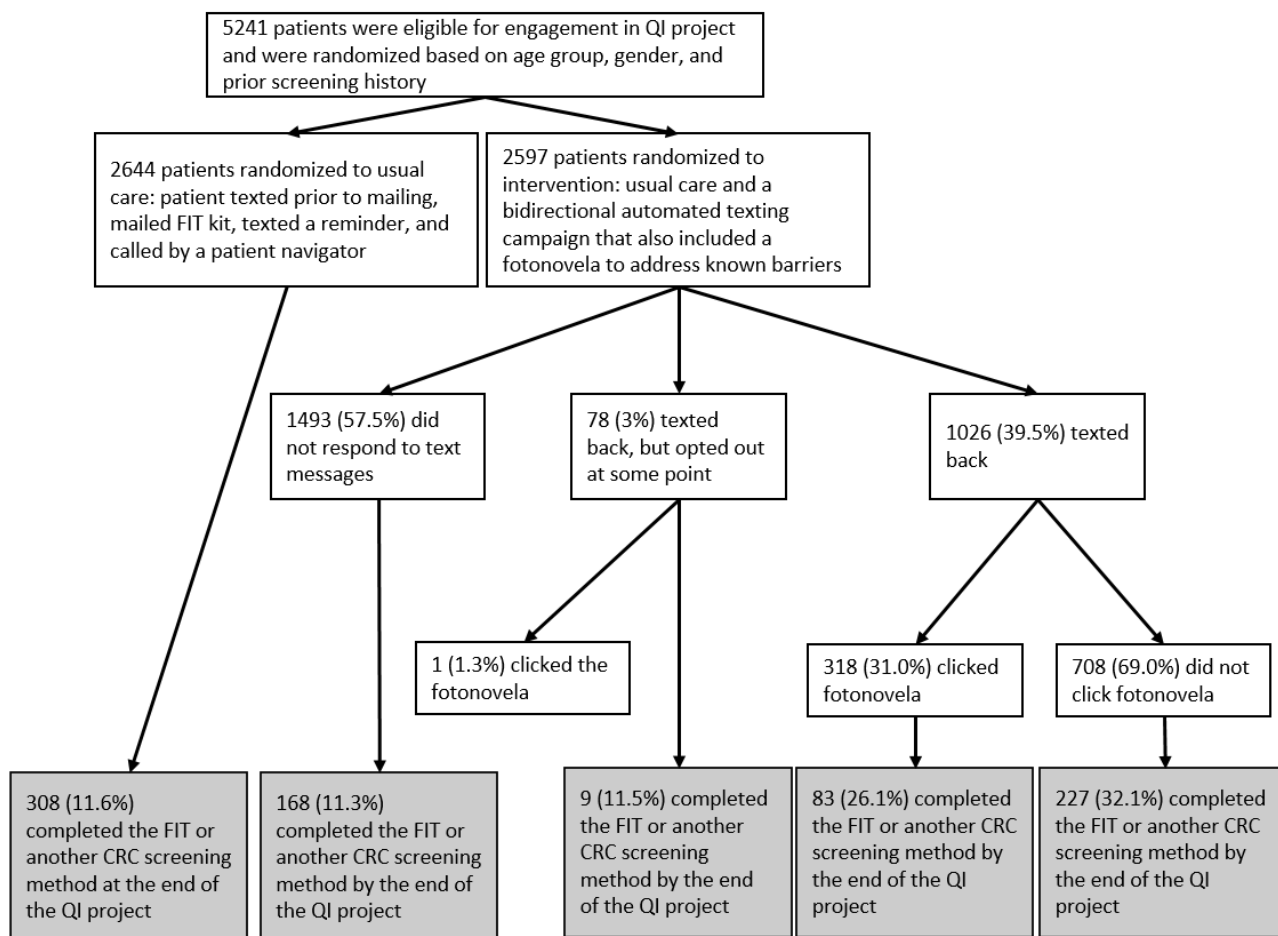 5241 patients were eligible for engagement in QI project
and were randomized based on age group, gender, and
prior screening history
2644 patients randomized to usual
care: patient texted prior to mailing,
mailed FIT kit, texted a reminder, and
called by a patient navigator
2597 patients randomized to
intervention: usual care and a
bidirectional automated texting
campaign that also included a
fotonovela to address known barriers
1493 (57.5%) did
not respond to text
messages
78 (3%) texted
back, but opted out
at some point
1026 (39.5%) texted
back
1 (1.3%) clicked the
fotonovela
318 (31.0%) clicked
fotonovela
708 (69.0%) did not
click fotonovela
308 (11.6%)
completed the FIT or
another CRC screening
method at the end of
the QI project
168 (11.3%)
completed the FIT or
another CRC screening
method by the end of
the QI project
9 (11.5%) completed
the FIT or another
CRC screening
method by the end
of the QI project
83 (26.1%) completed
the FIT or another CRC
screening method by
the end of the QI
project
227 (32.1%) completed
the FIT or another CRC
screening method by
the end of the QI
project